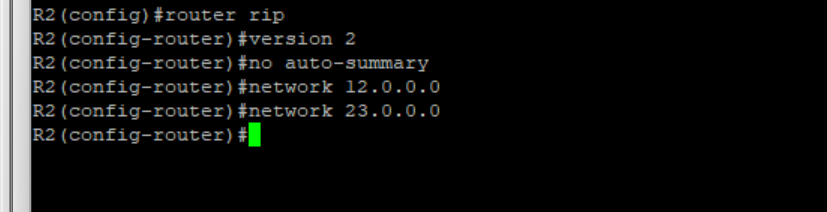 R2(config)#router rip
R2(config-router)#version 2
R2(config-router)#no auto-summary
R2(config-router)#network 12.0.0.0
R2(config-router)#network 23.0.0.0
R2(config-router)#